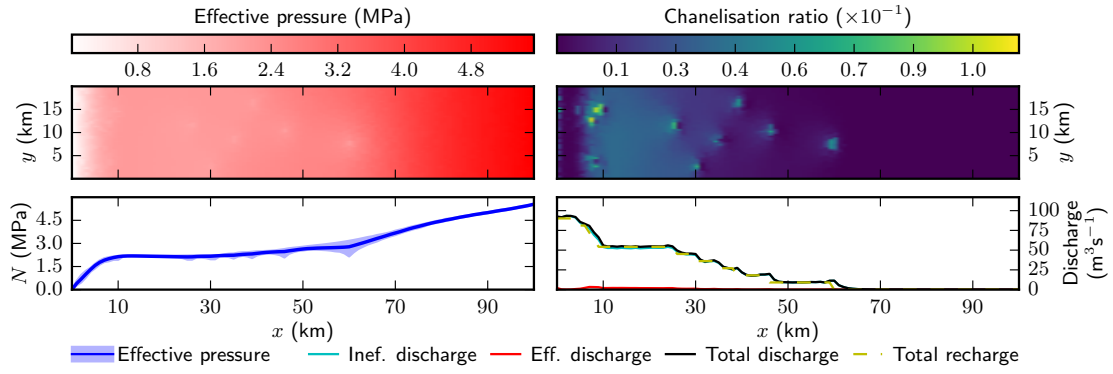 Effective pressure (MPa) Chanelisation ratio (×10⁻¹)
0.8 1.6 2.4 3.2 4.0 4.8 0.1 0.3 0.4 0.6 0.7 0.9 1.0
y (km) 15 10 5 15 10 5 y (km)
N (MPa) 4.5 3.0 1.5 0.0 100 75 50 25 0 Discharge (m³s⁻¹)
10 30 50 70 90 10 30 50 70 90
x (km) x (km)
Effective pressure Inef. discharge Eff. discharge Total discharge Total recharge